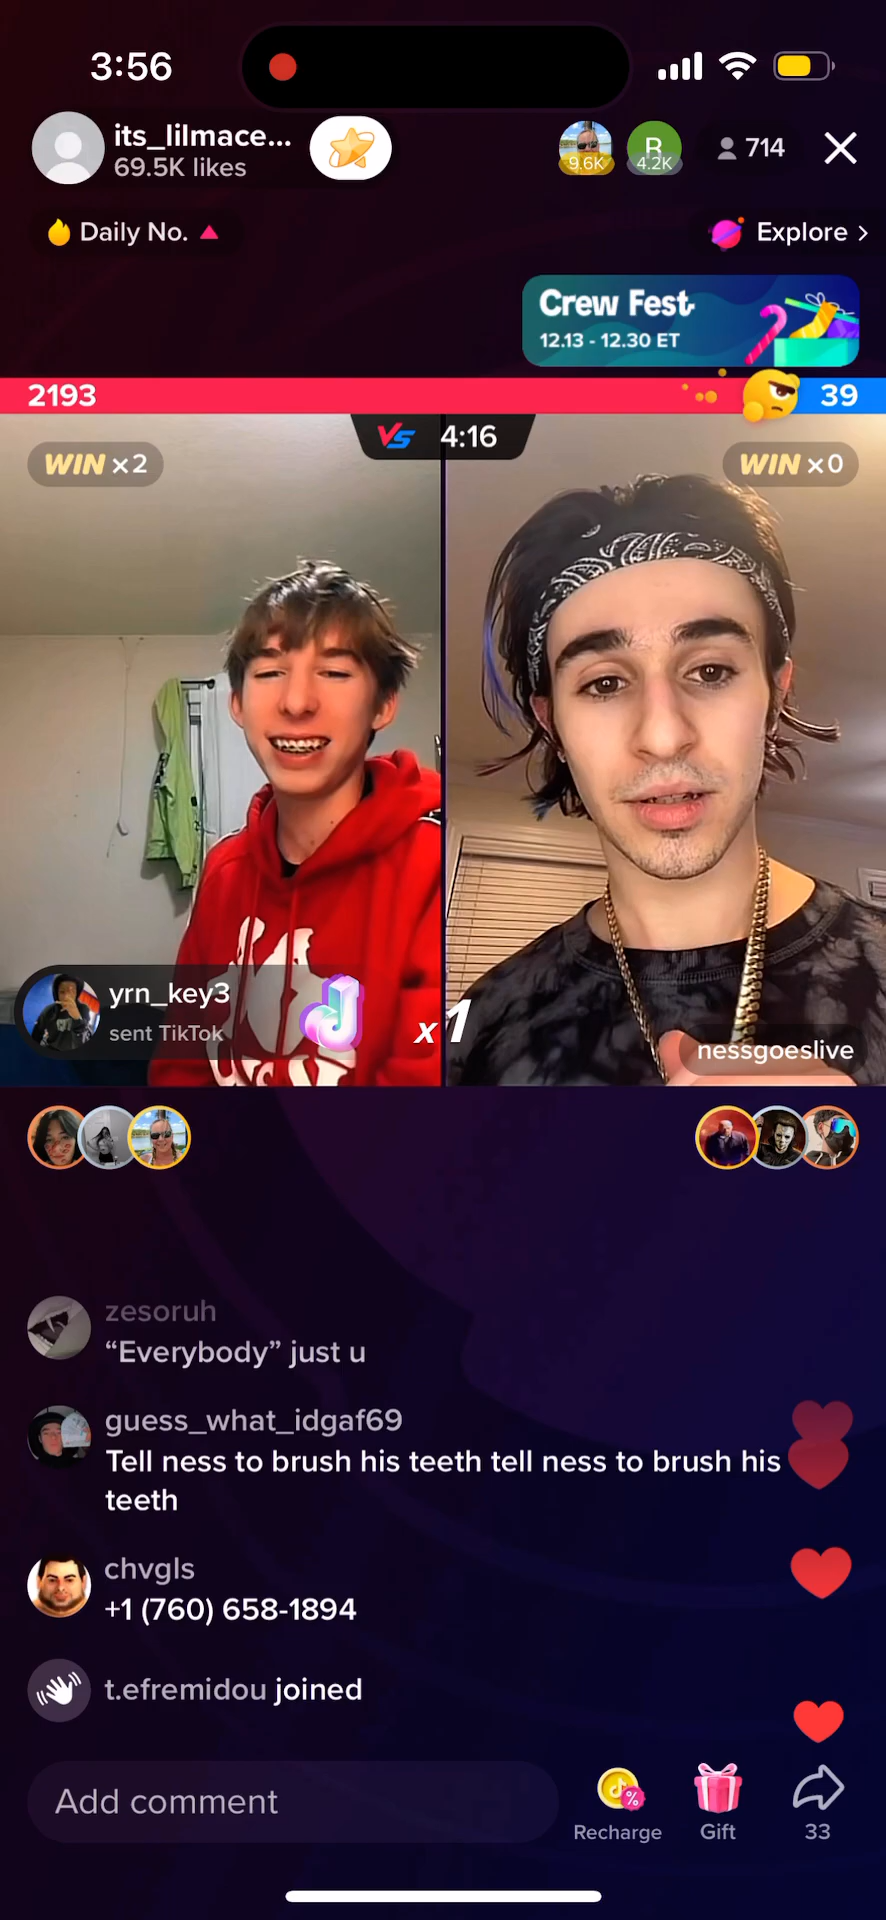 3:56
its_lilmace...
69.5K likes
9.6K
B
4.2K
714
Daily No.
Explore >
Crew Fest
12.13 - 12.30 ET
2193
39
VS 4:16
WIN x2
WIN x0
yrn_key3
sent TikTok
x1
nessgoeslive
zesoruh
“Everybody” just u
guess_what_idgaf69
Tell ness to brush his teeth tell ness to brush his
teeth
chvgls
+1 (760) 658-1894
t.efremidou joined
Add comment
Recharge
Gift
33